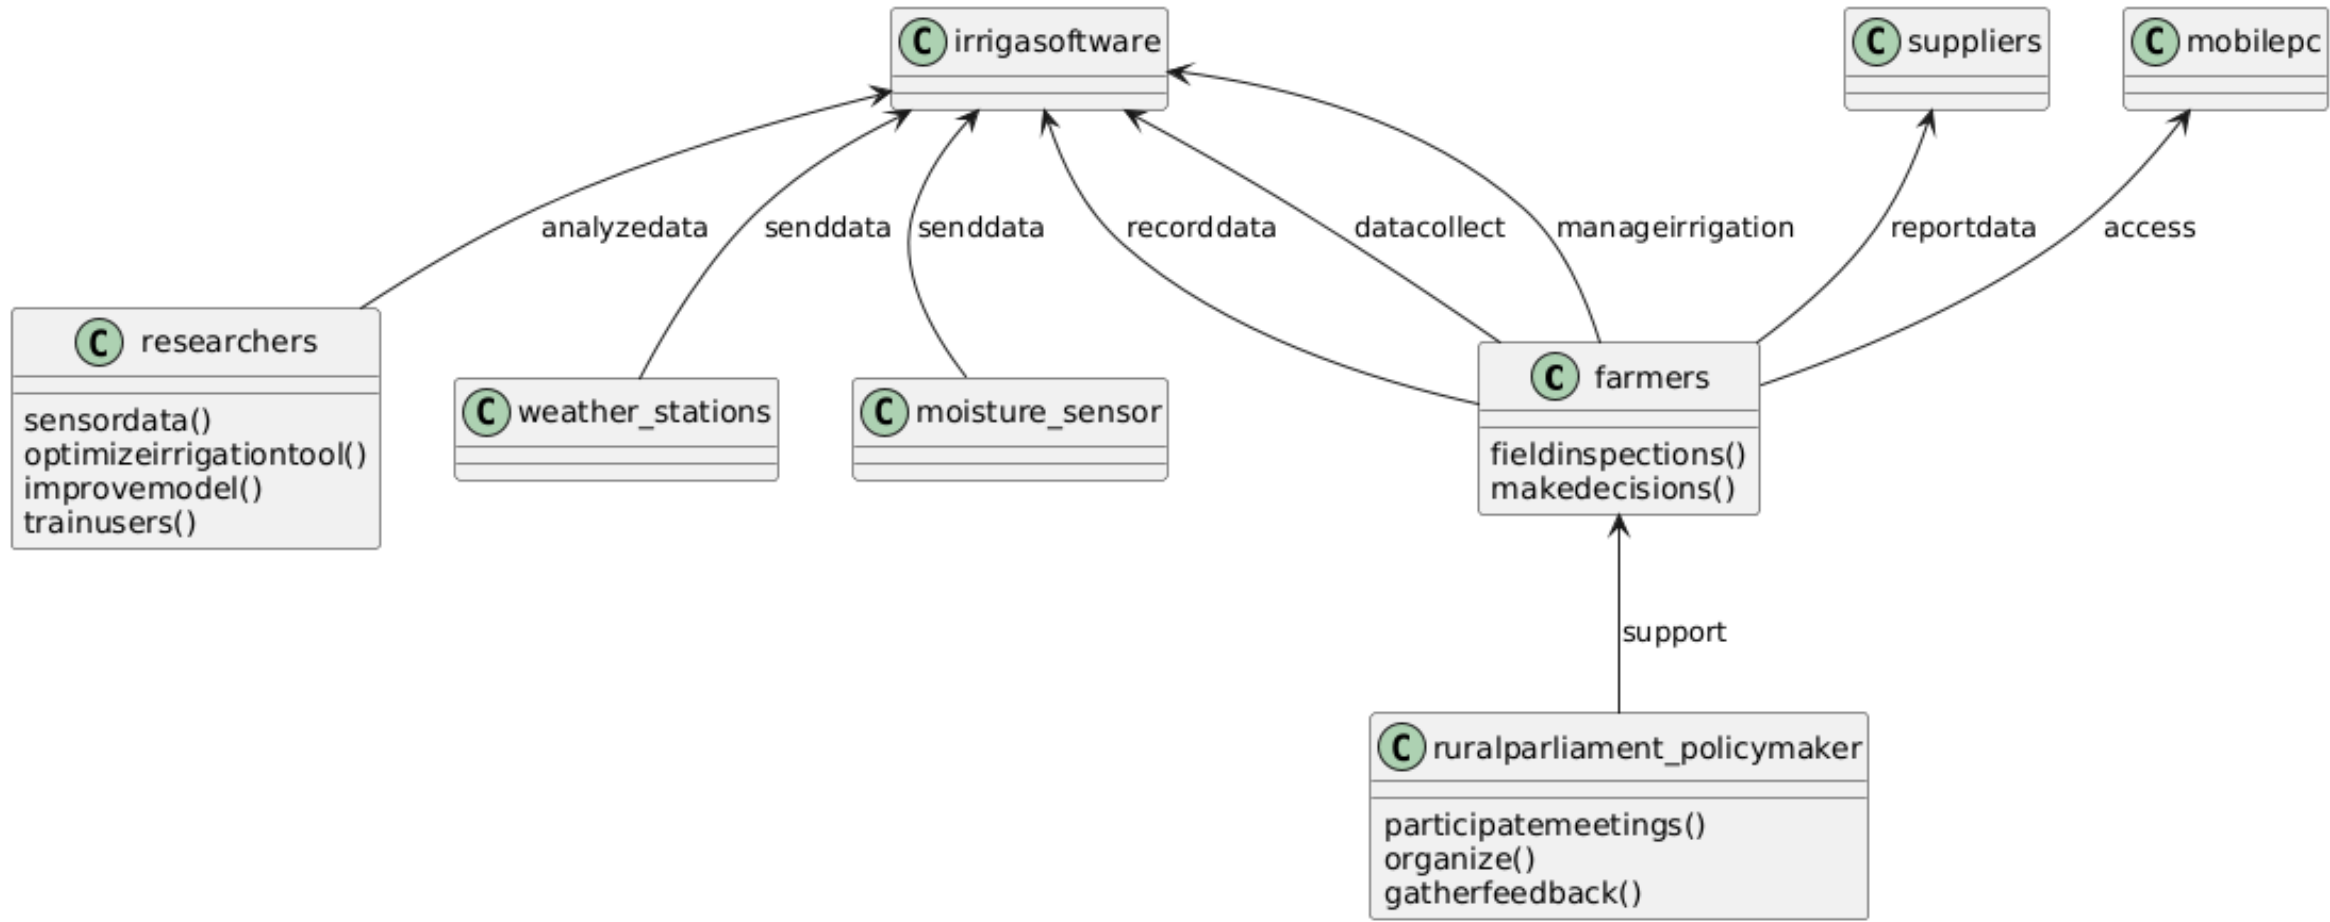 C irrigasoftware
C suppliers
C mobilepc
analyzedata
senddata
senddata
recorddata
datacollect
manageirrigation
reportdata
access
C researchers
sensordata()
optimizeirrigationtool()
improvemodel()
trainusers()
C weather_stations
C moisture_sensor
C farmers
fieldinspections()
makedecisions()
support
C ruralparliament_policymaker
participatemeetings()
organize()
gatherfeedback()